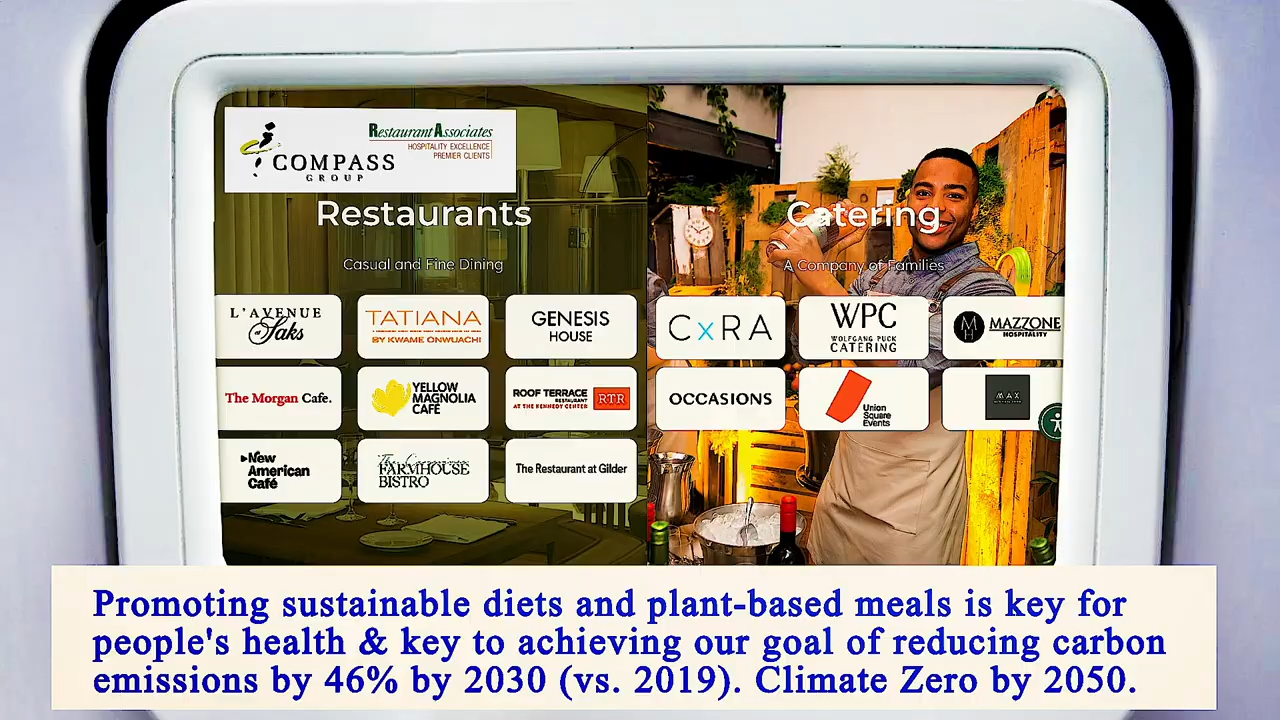 COMPASS
GROUP
Restaurant Associates
HOSPITALITY EXCELLENCE
PREMIER CLIENTS
Restaurants
Casual and Fine Dining
L'AVENUE
Saks
TATIANA
BY KWAME ONWUACHI
GENESIS
HOUSE
The Morgan Cafe.
YELLOW
MAGNOLIA
CAFÉ
ROOF TERRACE
RESTAURANT
AT THE KENNEDY CENTER
RTR
New
American
Café
FARMHOUSE
BISTRO
The Restaurant at Gilder
Catering
A Company of Families
CxRA
WPC
WOLFGANG PUCK
CATERING
MH
MAZZONE
HOSPITALITY
OCCASIONS
Union
Square
Events
MAX
Promoting sustainable diets and plant-based meals is key for
people's health & key to achieving our goal of reducing carbon
emissions by 46% by 2030 (vs. 2019). Climate Zero by 2050.